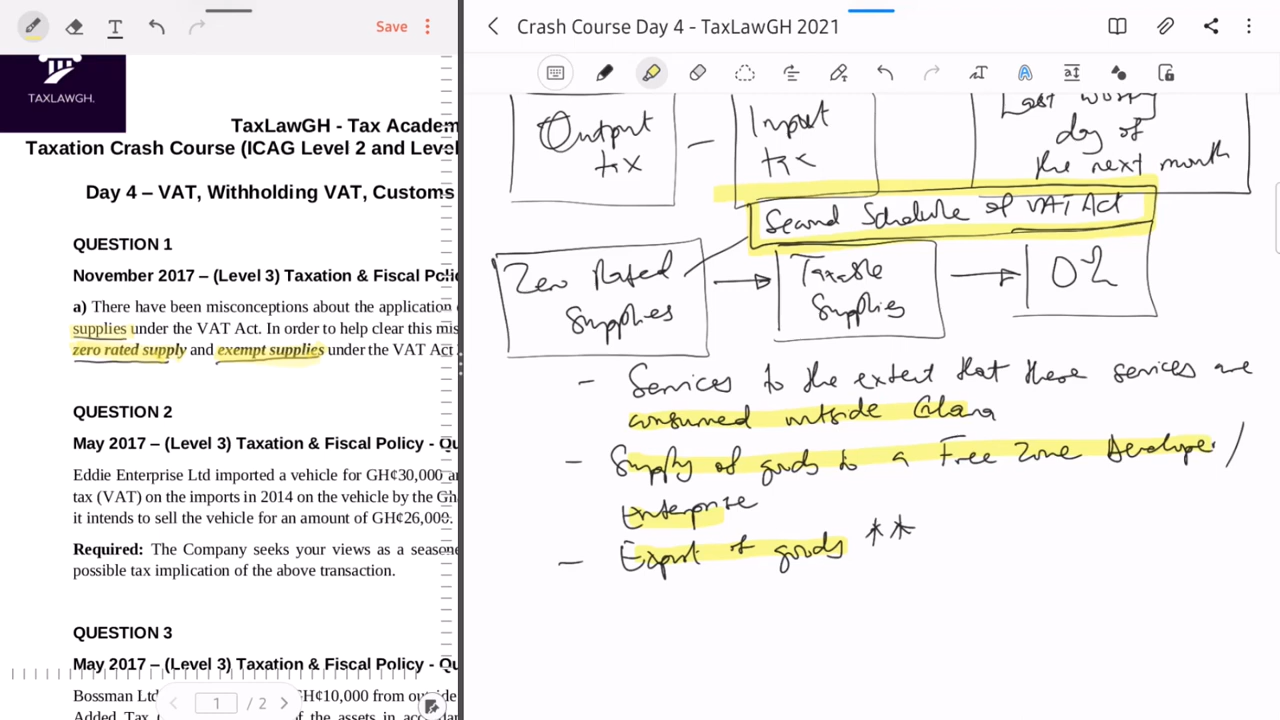 Save
TAXLAWGH.
TaxLawGH - Tax Academ
Taxation Crash Course (ICAG Level 2 and Level
Day 4 – VAT, Withholding VAT, Customs
QUESTION 1
November 2017 – (Level 3) Taxation & Fiscal Polic
a) There have been misconceptions about the application
supplies under the VAT Act. In order to help clear this mis
zero rated supply and exempt supplies under the VAT Act
QUESTION 2
May 2017 – (Level 3) Taxation & Fiscal Policy - Qu
Eddie Enterprise Ltd imported a vehicle for GH¢30,000 an
tax (VAT) on the imports in 2014 on the vehicle by the Gh
it intends to sell the vehicle for an amount of GH¢26,000.
Required: The Company seeks your views as a seasone
possible tax implication of the above transaction.
QUESTION 3
May 2017 – (Level 3) Taxation & Fiscal Policy - Qu
Bossman Ltd GH¢10,000 from outside
Added Tax of the assets in accordan
1 / 2
Crash Course Day 4 - TaxLawGH 2021
Output tax – Input tax
Last working
day of
the next month
Second Schedule of VAT Act
Zero Rated Supplies → Taxable Supplies → 0%
- Services to the extent that these services are
consumed outside Ghana
- Supply of goods to a Free Zone Developer /
Enterprise
- Export of goods **